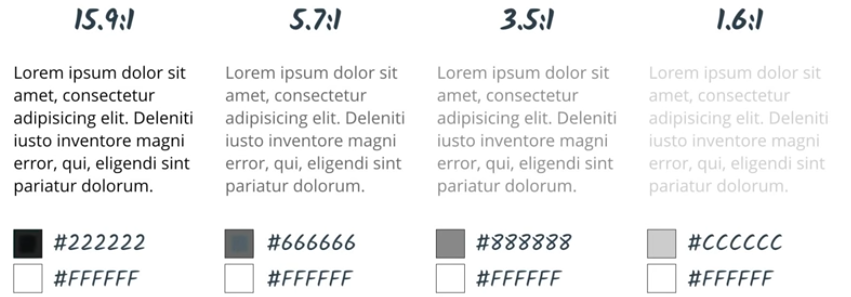 15.9:1
Lorem ipsum dolor sit
amet, consectetur
adipisicing elit. Deleniti
iusto inventore magni
error, qui, eligendi sint
pariatur dolorum.
#222222
#FFFFFF
5.7:1
Lorem ipsum dolor sit
amet, consectetur
adipisicing elit. Deleniti
iusto inventore magni
error, qui, eligendi sint
pariatur dolorum.
#666666
#FFFFFF
3.5:1
Lorem ipsum dolor sit
amet, consectetur
adipisicing elit. Deleniti
iusto inventore magni
error, qui, eligendi sint
pariatur dolorum.
#888888
#FFFFFF
1.6:1
Lorem ipsum dolor sit
amet, consectetur
adipisicing elit. Deleniti
iusto inventore magni
error, qui, eligendi sint
pariatur dolorum.
#CCCCCC
#FFFFFF